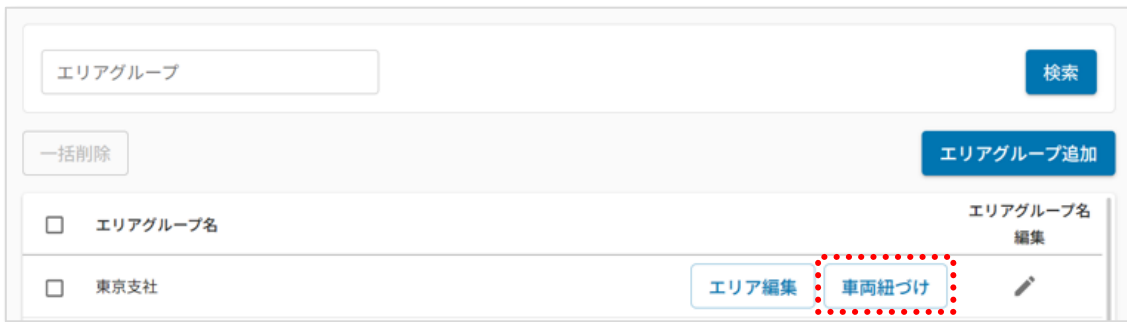 エリアグループ
検索
一括削除
エリアグループ追加
エリアグループ名
エリアグループ名
編集
東京支社
エリア編集
車両紐づけ